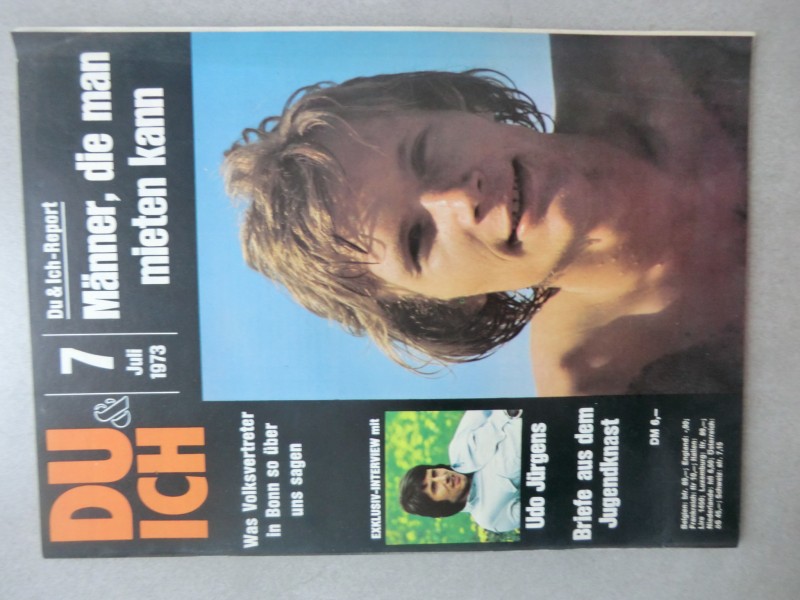 DU
&
ICH
7
Juli
1973
Du & Ich-Report
Männer, die man
mieten kann
Was Volksvertreter
in Bonn so über
uns sagen
EXKLUSIV-INTERVIEW mit
Udo Jürgens
Briefe aus dem
Jugendknast
DM 6,—